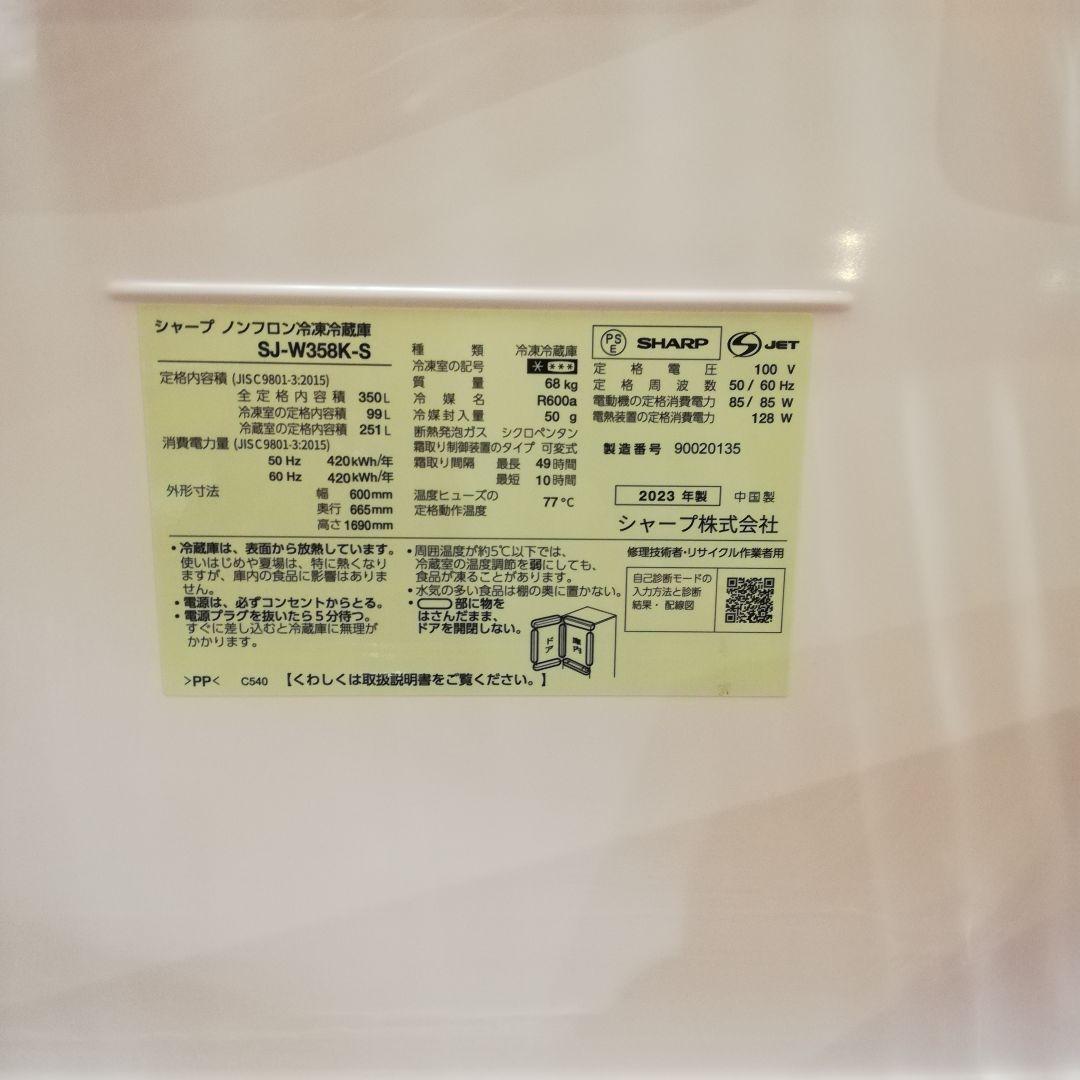 シャープ ノンフロン冷凍冷蔵庫
SJ-W358K-S
定格内容積 (JISC9801-3:2015)
全定格内容積 350L
冷凍室の定格内容積 99L
冷蔵室の定格内容積 251L
消費電力量 (JISC9801-3:2015)
50 Hz 420kWh/年
60 Hz 420kWh/年
外形寸法 幅 600mm
奥行 665mm
高さ 1690mm
種類 冷凍冷蔵庫
冷凍室の記号 ****
質量 68 kg
冷媒名 R600a
冷媒封入量 50 g
断熱発泡ガス シクロペンタン
霜取り制御装置のタイプ 可変式
霜取り間隔 最長 49時間
最短 10時間
温度ヒューズの
定格動作温度 77℃
PSE SHARP S JET
定格電圧 100 V
定格周波数 50/60 Hz
電動機の定格消費電力 85/85 W
電熱装置の定格消費電力 128 W
製造番号 90020135
2023 年製 中国製
シャープ株式会社
・冷蔵庫は、表面から放熱しています。
使いはじめや夏場は、特に熱くなり
ますが、庫内の食品に影響はありま
せん。
・電源は、必ずコンセントからとる。
・電源プラグを抜いたら5分待つ。
すぐに差し込むと冷蔵庫に無理が
かかります。
・周囲温度が約5℃以下では、
冷蔵室の温度調節を弱にしても、
食品が凍ることがあります。
・水気の多い食品は棚の奥に置かない。
・部に物を
はさんだまま、
ドアを開閉しない。
ドア
庫内
修理技術者・リサイクル作業者用
自己診断モードの
入力方法と診断
結果・配線図
>PP< C540 【くわしくは取扱説明書をご覧ください。】